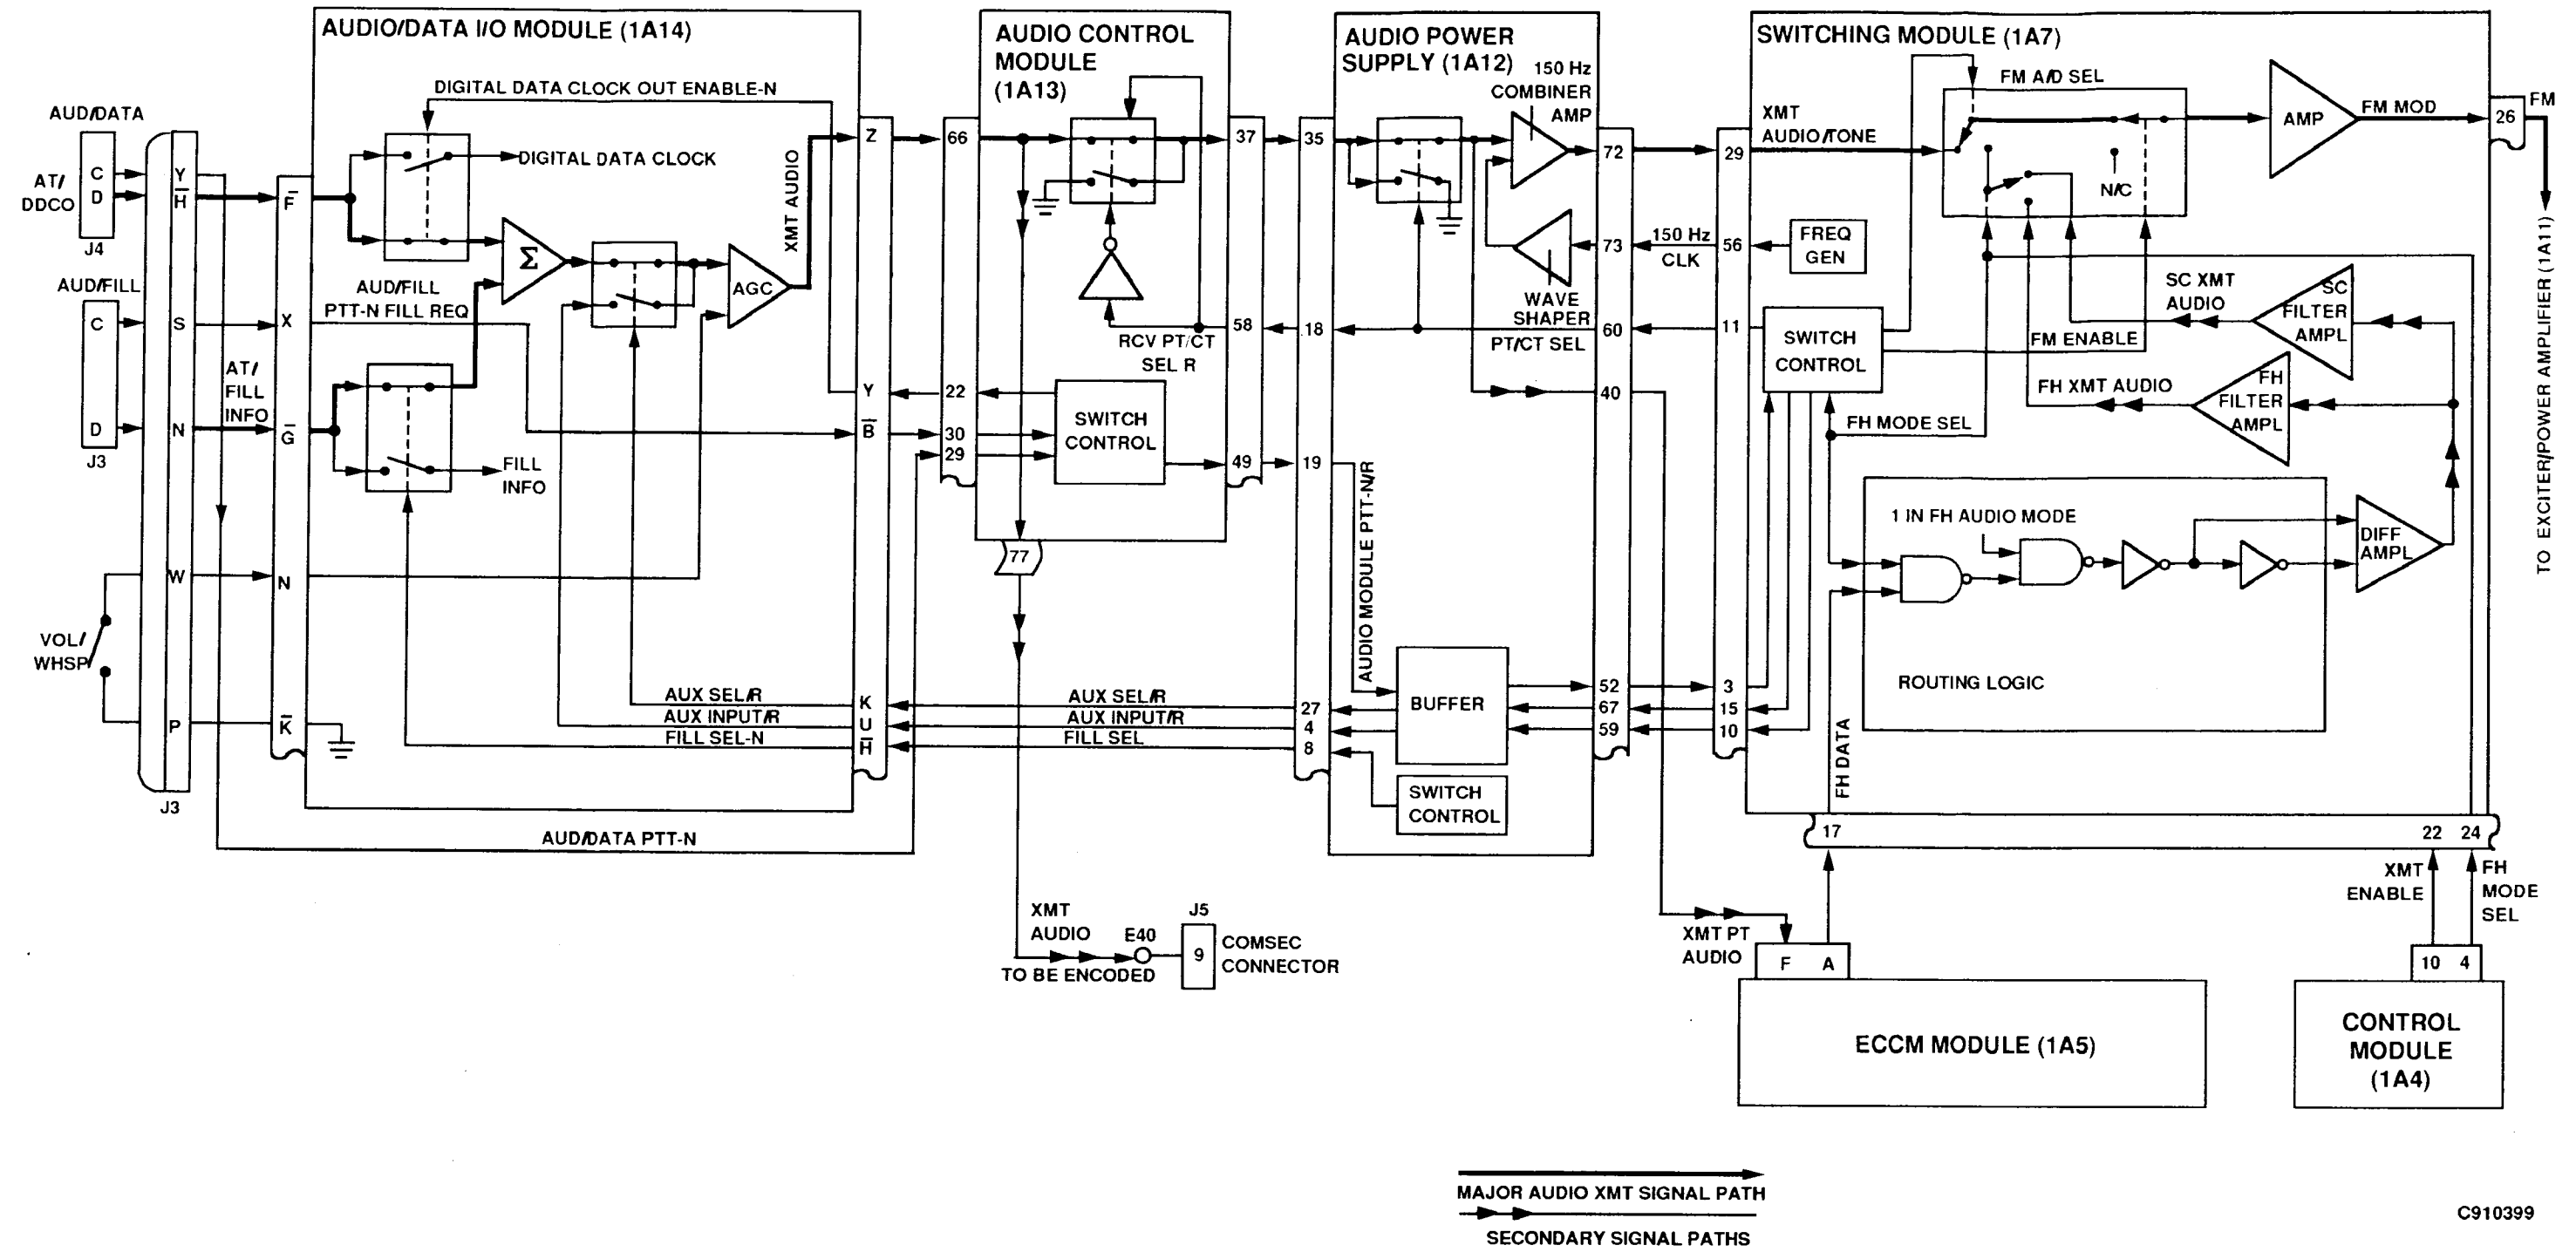 AUDIO/DATA I/O MODULE (1A14)
AUDIO CONTROL
MODULE
(1A13)
AUDIO POWER
SUPPLY (1A12)
SWITCHING MODULE (1A7)
AUD/DATA
C
D
AT/
DDCO
J4
AUD/FILL
C
D
J3
VOL/
WHSP
Y
H
S
N
W
P
J3
F
X
G
N
K
DIGITAL DATA CLOCK OUT ENABLE-N
DIGITAL DATA CLOCK
Σ
AGC
XMT AUDIO
AUD/FILL
PTT-N FILL REQ
AT/
FILL
INFO
FILL
INFO
AUX SEL/R
AUX INPUT/R
FILL SEL-N
AUD/DATA PTT-N
Z
Y
B
K
U
H
66
22
30
29
RCV PT/CT
SEL R
SWITCH
CONTROL
77
37
58
49
AUX SEL/R
AUX INPUT/R
FILL SEL
XMT
AUDIO
TO BE ENCODED
E40
J5
9
COMSEC
CONNECTOR
35
18
19
27
4
8
150 Hz
COMBINER
AMP
WAVE
SHAPER
PT/CT SEL
AUDIO MODULE PTT-N/R
BUFFER
SWITCH
CONTROL
72
73
60
40
52
67
59
150 Hz
CLK
29
56
11
3
15
10
XMT
AUDIO/TONE
FREQ
GEN
SWITCH
CONTROL
FM A/D SEL
N/C
AMP
FM MOD
26
FM
TO EXCITER/POWER AMPLIFIER (1A11)
SC XMT
AUDIO
SC
FILTER
AMPL
FM ENABLE
FH XMT AUDIO
FH
FILTER
AMPL
FH MODE SEL
1 IN FH AUDIO MODE
DIFF
AMPL
ROUTING LOGIC
FH DATA
17
22
24
XMT
ENABLE
FH
MODE
SEL
XMT PT
AUDIO
F
A
10
4
ECCM MODULE (1A5)
CONTROL
MODULE
(1A4)
MAJOR AUDIO XMT SIGNAL PATH
SECONDARY SIGNAL PATHS
C910399